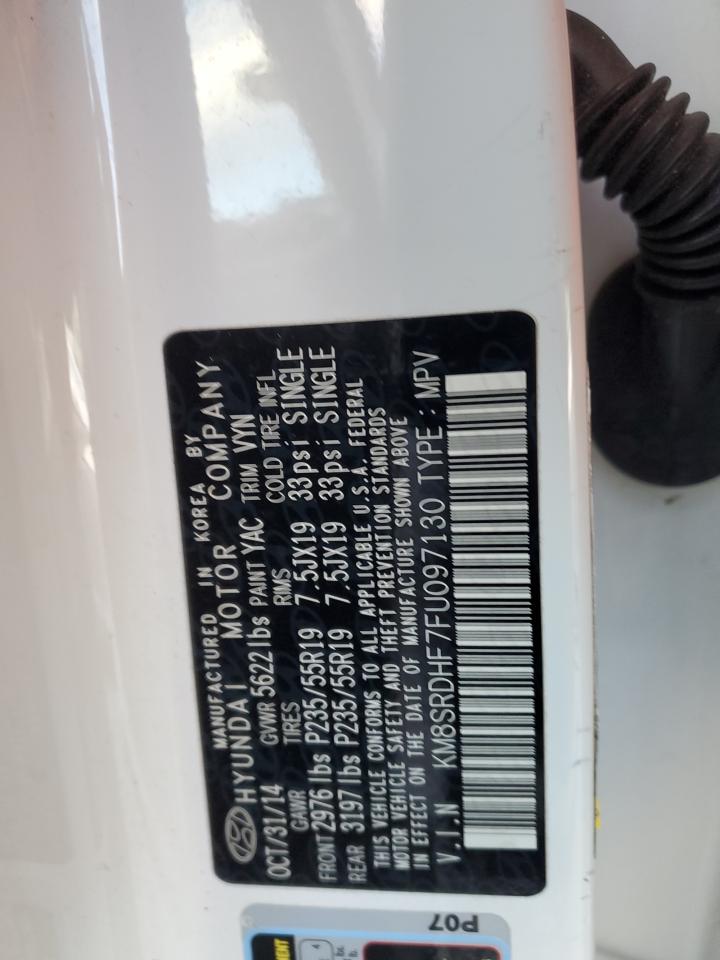 MANUFACTURED IN KOREA BY
HYUNDAI MOTOR COMPANY
OCT/31/14 GVWR 5622 lbs PAINT YAC TRIM VYN
GAWR TIRES RIMS COLD TIRE INFL
FRONT 2976 lbs P235/55R19 7.5JX19 33psi SINGLE
REAR 3197 lbs P235/55R19 7.5JX19 33psi SINGLE
THIS VEHICLE CONFORMS TO ALL APPLICABLE U.S.A. FEDERAL
MOTOR VEHICLE SAFETY AND THEFT PREVENTION STANDARDS
IN EFFECT ON THE DATE OF MANUFACTURE SHOWN ABOVE
V.I.N KM8SRDHF7FU097130 TYPE : MPV
P07